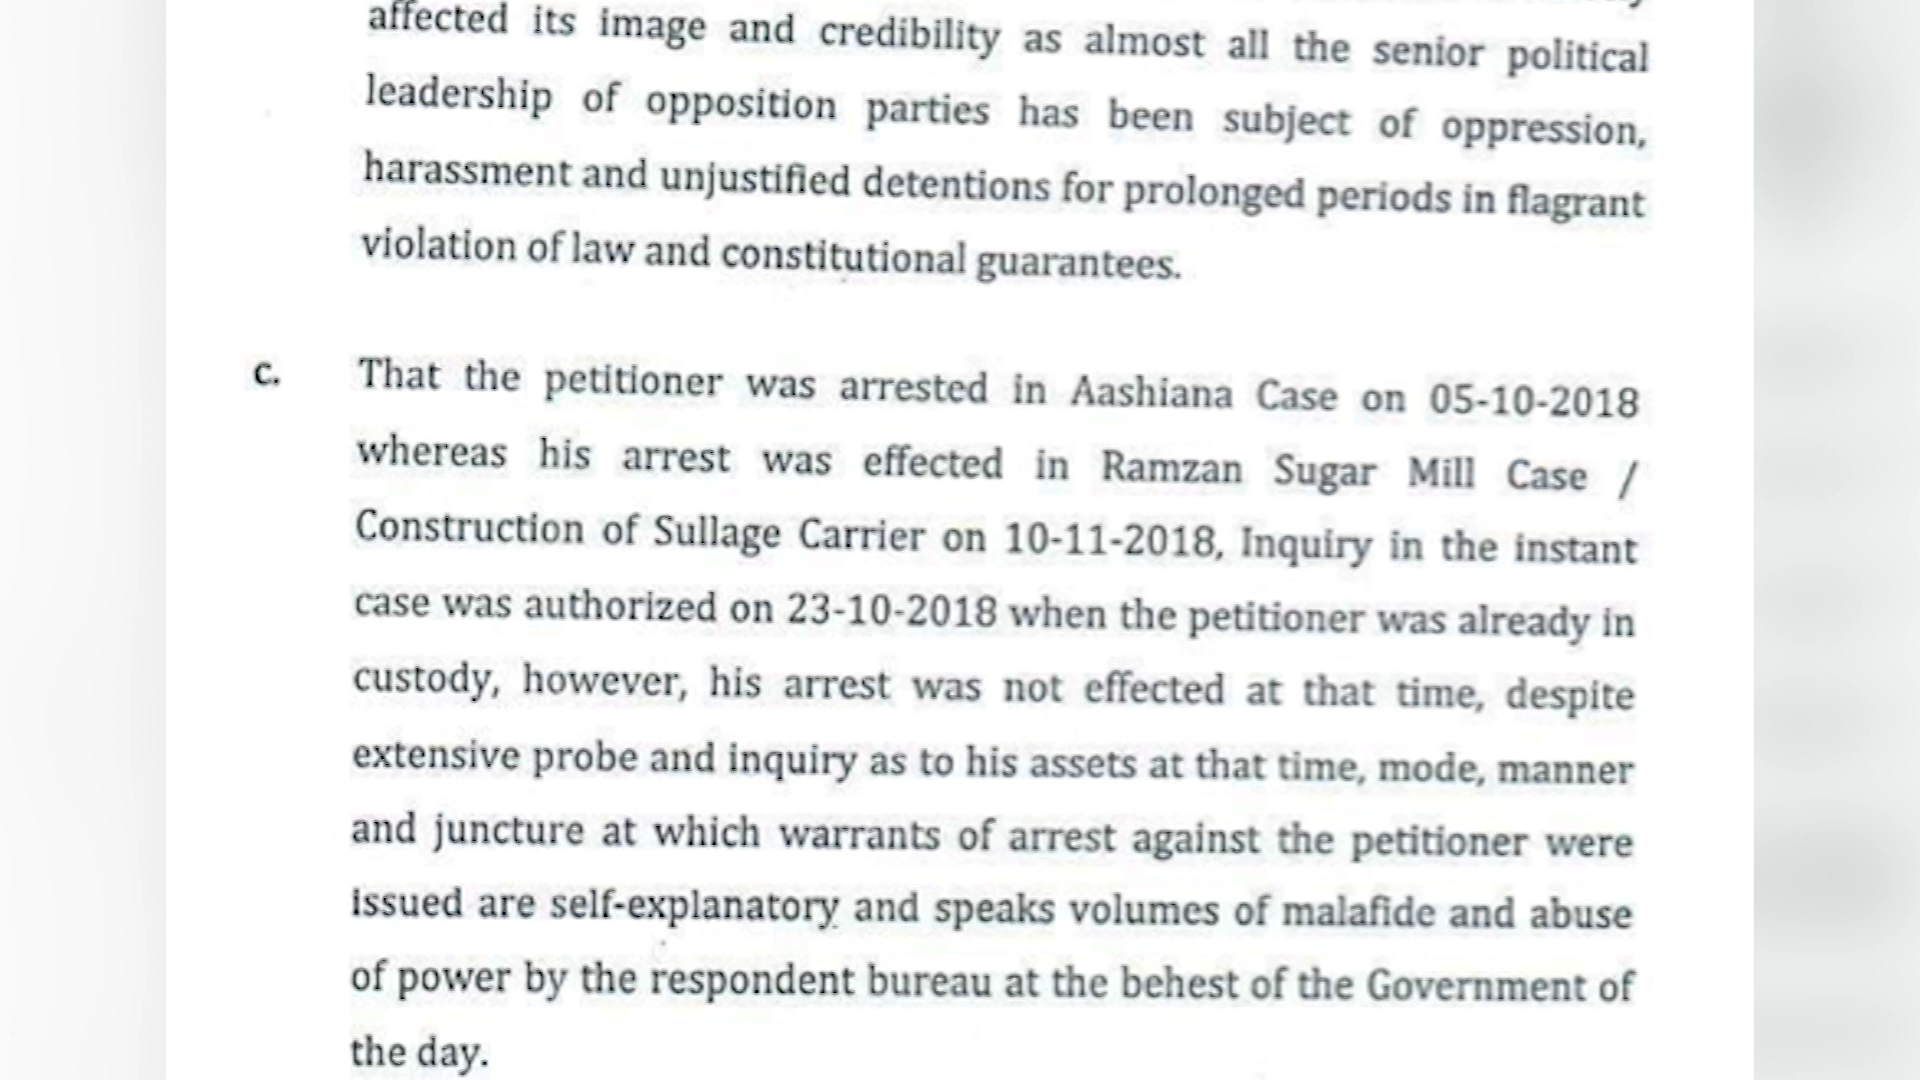 affected its image and credibility as almost all the senior political
leadership of opposition parties has been subject of oppression,
harassment and unjustified detentions for prolonged periods in flagrant
violation of law and constitutional guarantees.
c. That the petitioner was arrested in Aashiana Case on 05-10-2018
whereas his arrest was effected in Ramzan Sugar Mill Case /
Construction of Sullage Carrier on 10-11-2018, Inquiry in the instant
case was authorized on 23-10-2018 when the petitioner was already in
custody, however, his arrest was not effected at that time, despite
extensive probe and inquiry as to his assets at that time, mode, manner
and juncture at which warrants of arrest against the petitioner were
issued are self-explanatory and speaks volumes of malafide and abuse
of power by the respondent bureau at the behest of the Government of
the day.